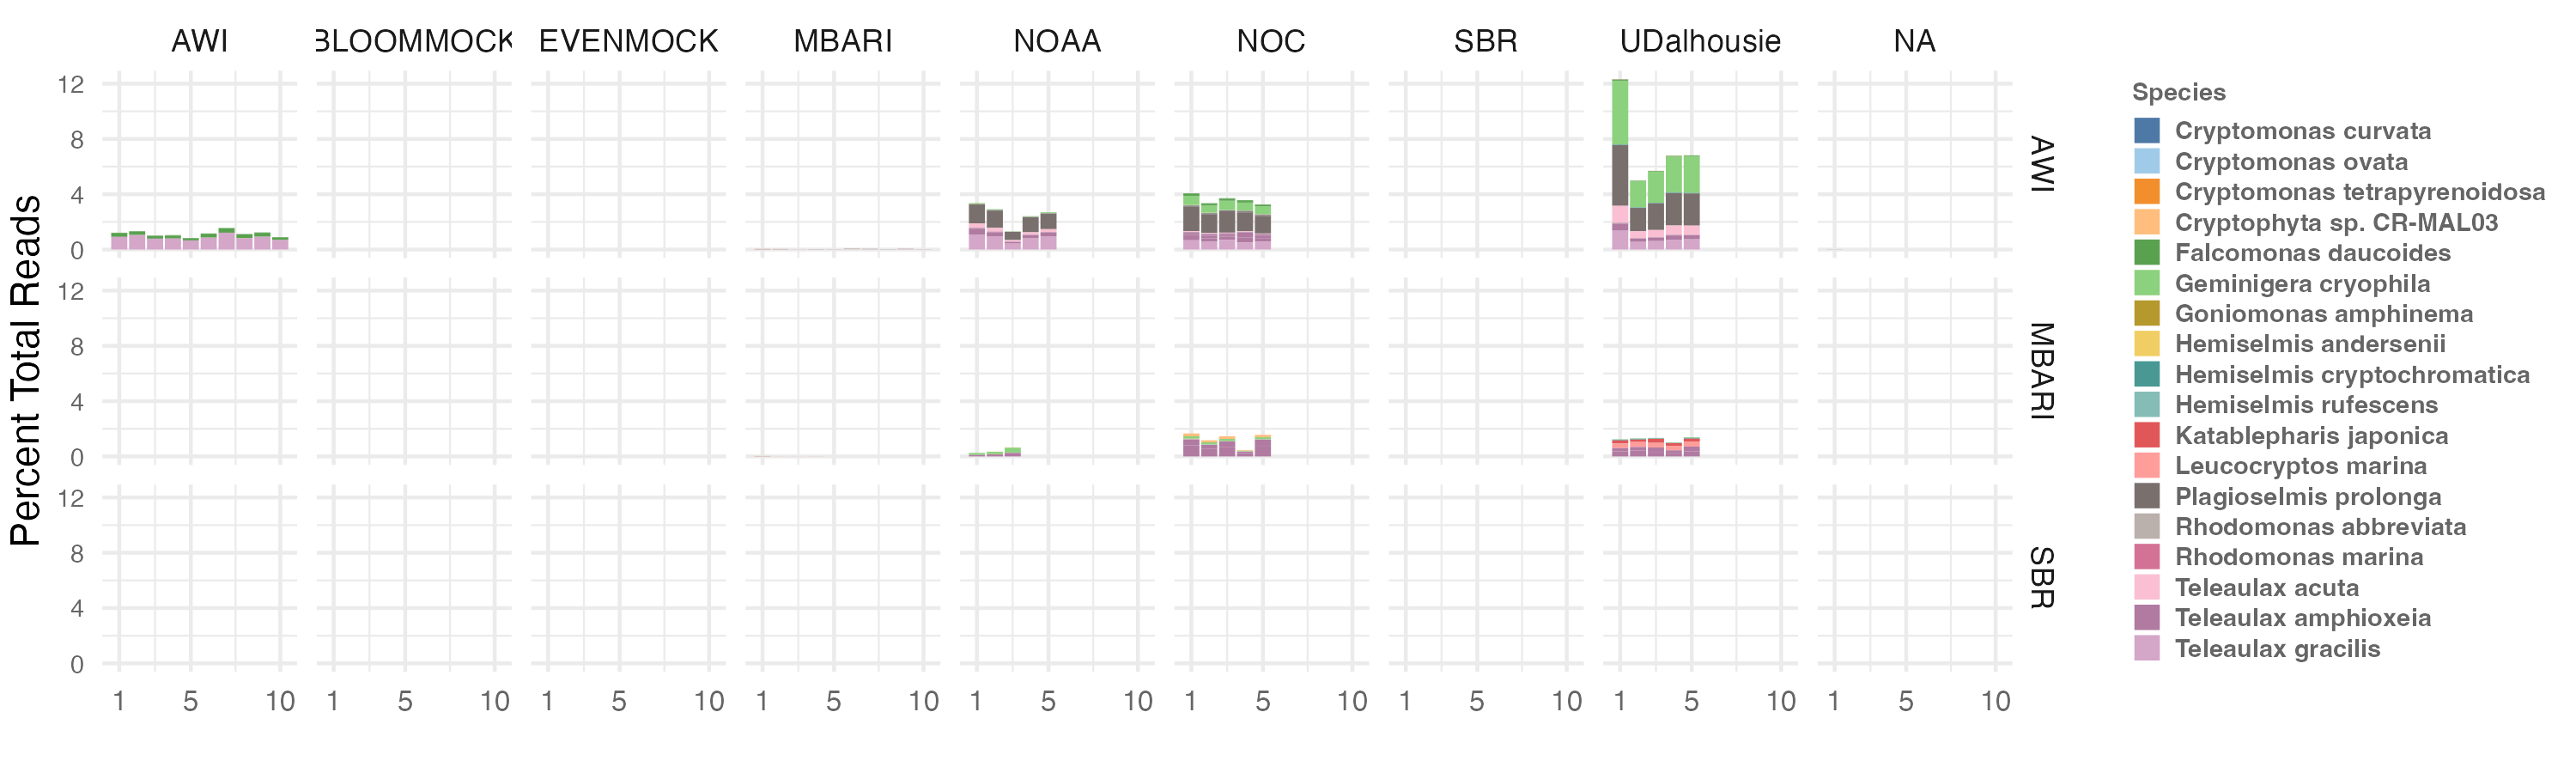 AWI BLOOMMOCK EVENMOCK MBARI NOAA NOC SBR UDalhousie NA
Percent Total Reads
12
8
4
0
AWI
12
8
4
0
MBARI
12
8
4
0
SBR
1 5 10 1 5 10 1 5 10 1 5 10 1 5 10 1 5 10 1 5 10 1 5 10 1 5 10
Species
Cryptomonas curvata
Cryptomonas ovata
Cryptomonas tetrapyrenoidosa
Cryptophyta sp. CR-MAL03
Falcomonas daucoides
Geminigera cryophila
Goniomonas amphinema
Hemiselmis andersenii
Hemiselmis cryptochromatica
Hemiselmis rufescens
Katablepharis japonica
Leucocryptos marina
Plagioselmis prolonga
Rhodomonas abbreviata
Rhodomonas marina
Teleaulax acuta
Teleaulax amphioxeia
Teleaulax gracilis